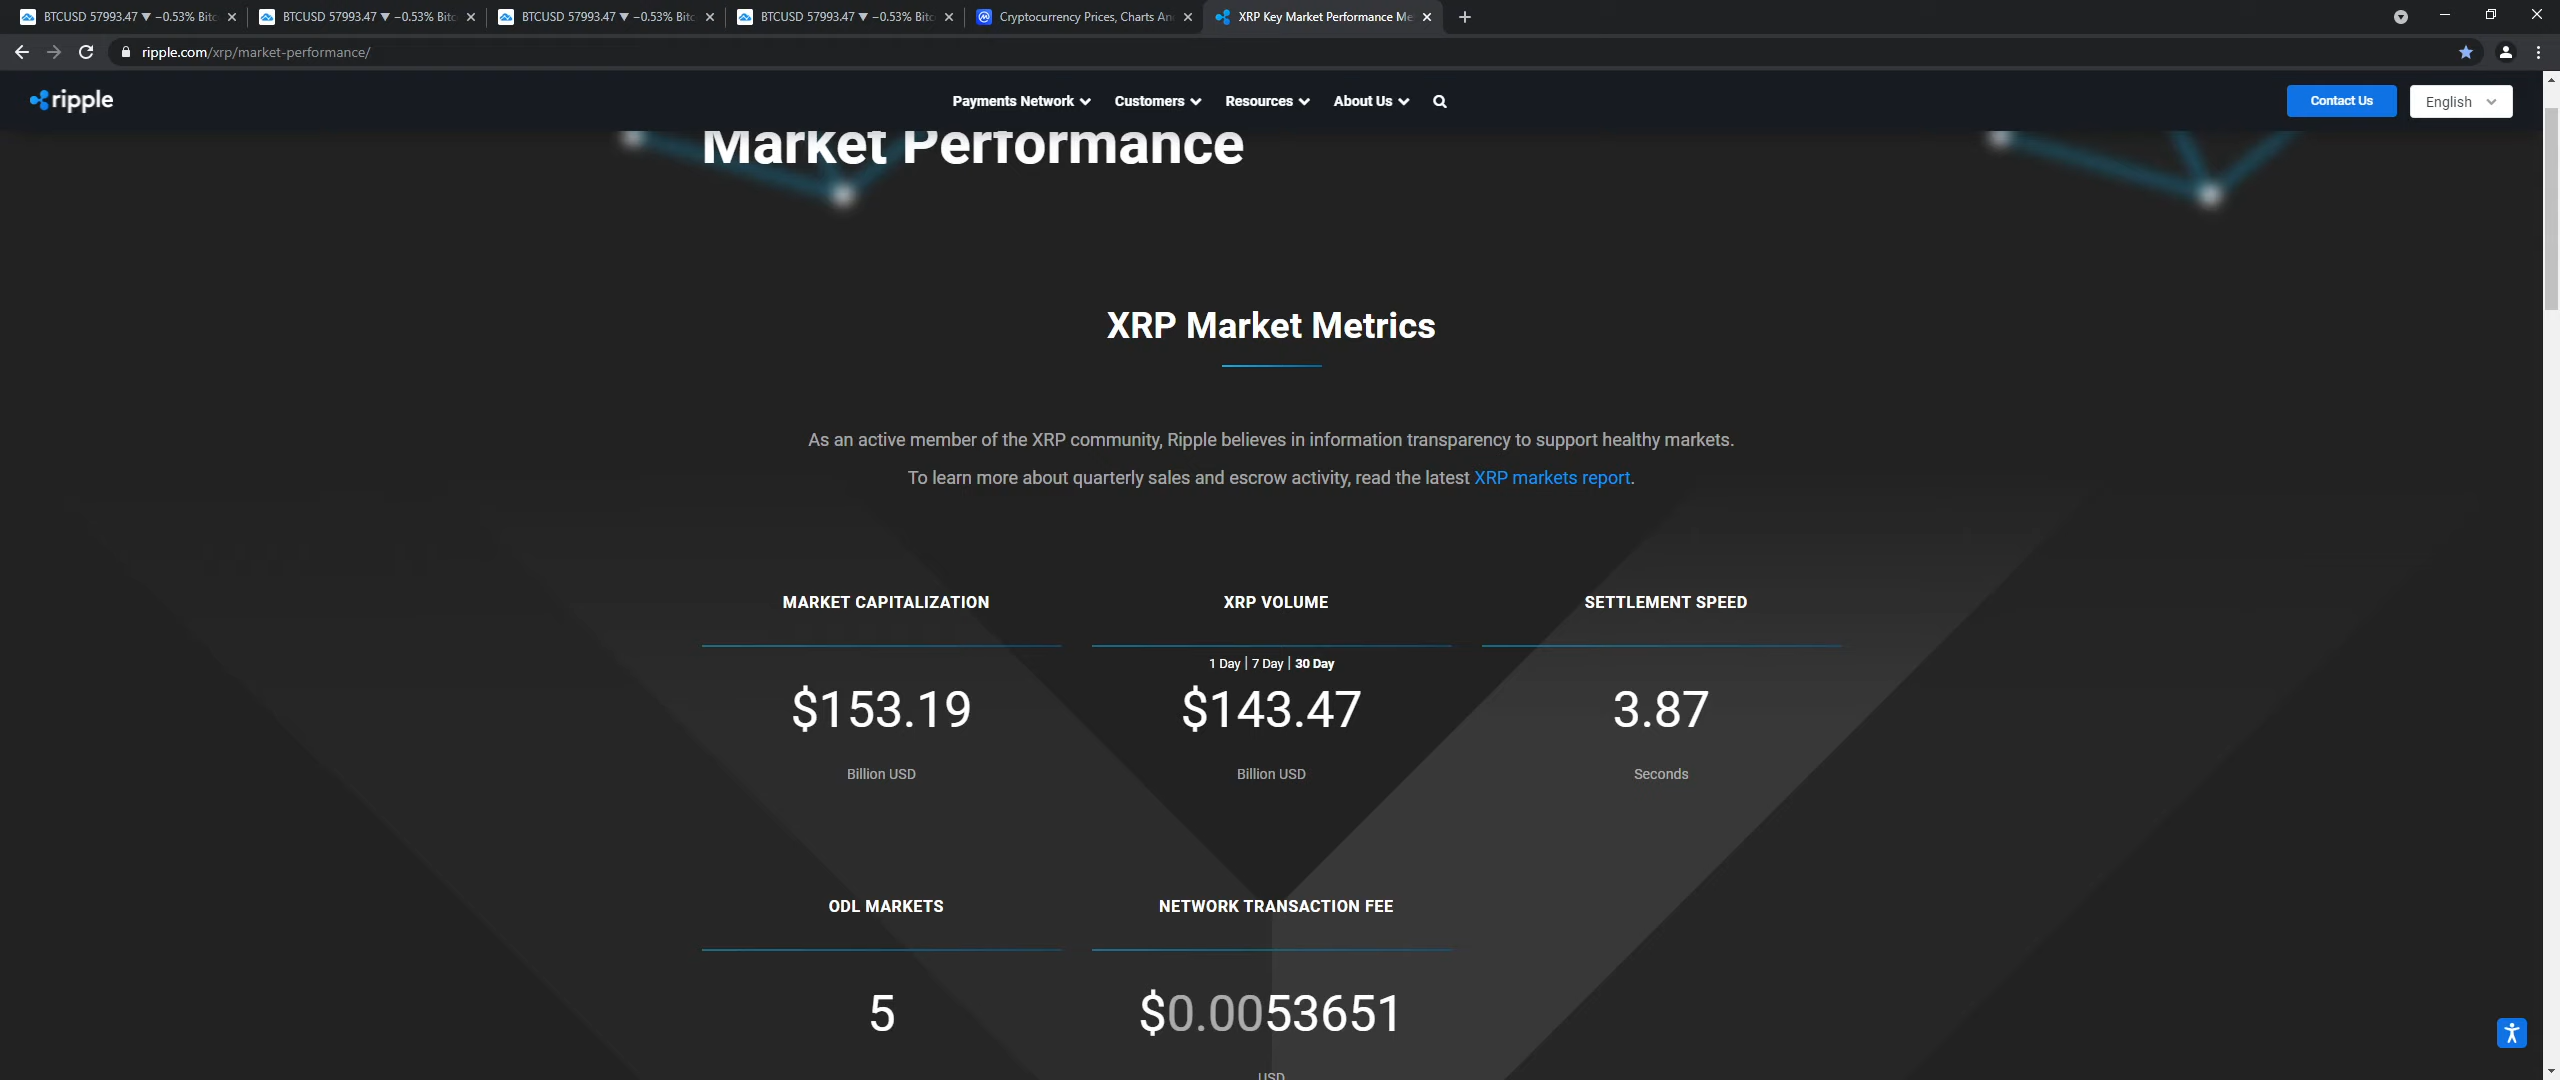 BTCUSD 57993.47 ▼ −0.53% Bitc
BTCUSD 57993.47 ▼ −0.53% Bitc
BTCUSD 57993.47 ▼ −0.53% Bitc
BTCUSD 57993.47 ▼ −0.53% Bitc
Cryptocurrency Prices, Charts An
XRP Key Market Performance Me
ripple.com/xrp/market-performance/
ripple
Payments Network
Customers
Resources
About Us
Contact Us
English
Market Performance
XRP Market Metrics
As an active member of the XRP community, Ripple believes in information transparency to support healthy markets.
To learn more about quarterly sales and escrow activity, read the latest XRP markets report.
MARKET CAPITALIZATION
XRP VOLUME
SETTLEMENT SPEED
1 Day | 7 Day | 30 Day
$153.19
$143.47
3.87
Billion USD
Billion USD
Seconds
ODL MARKETS
NETWORK TRANSACTION FEE
5
$0.0053651
USD